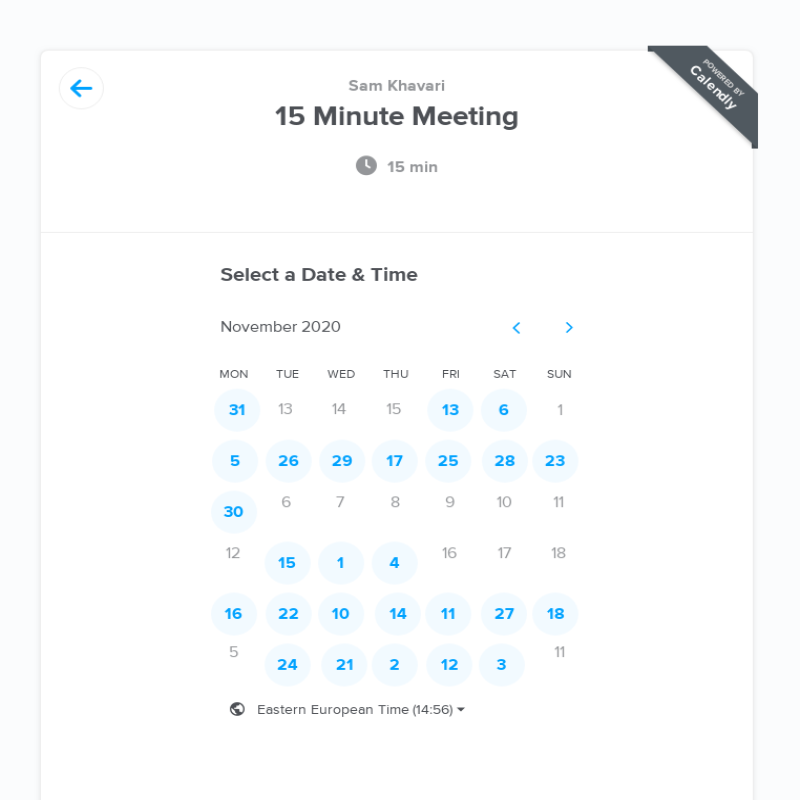 Sam Khavari
POWERED BY
Calendly
15 Minute Meeting
15 min
Select a Date & Time
November 2020
MON TUE WED THU FRI SAT SUN
31 13 14 15 13 6 1
5 26 29 17 25 28 23
30 6 7 8 9 10 11
12 15 1 4 16 17 18
16 22 10 14 11 27 18
5 24 21 2 12 3 11
Eastern European Time (14:56)